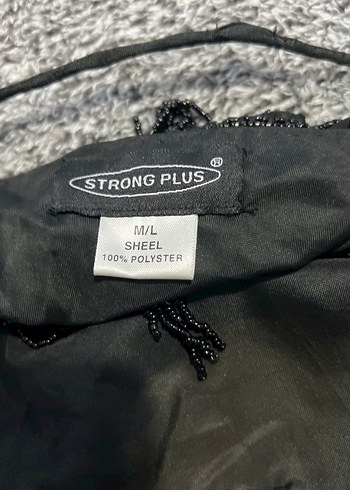 STRONG PLUS ®
M/L
SHEEL
100% POLYSTER